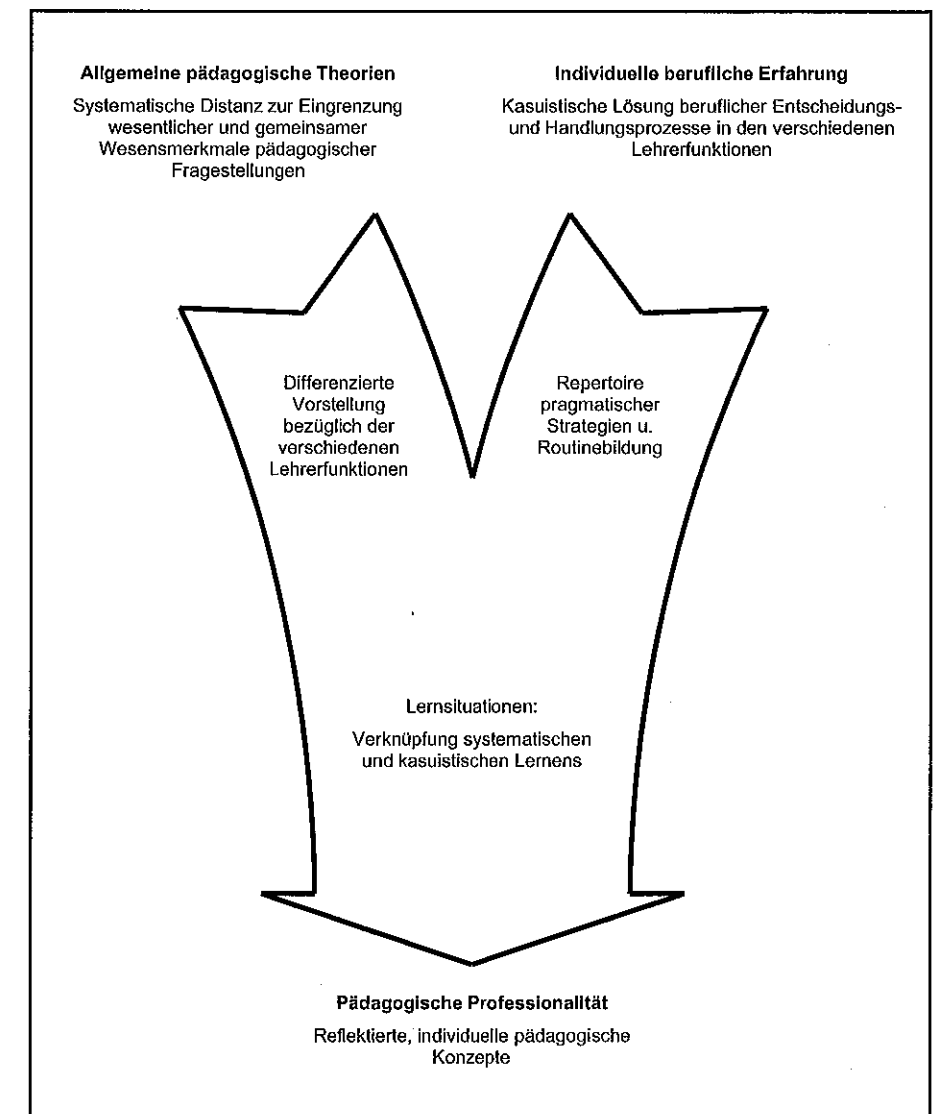 Allgemeine pädagogische Theorien
Systematische Distanz zur Eingrenzung
wesentlicher und gemeinsamer
Wesensmerkmale pädagogischer
Fragestellungen
Individuelle berufliche Erfahrung
Kasuistische Lösung beruflicher Entscheidungs-
und Handlungsprozesse in den verschiedenen
Lehrerfunktionen
Differenzierte
Vorstellung
bezüglich der
verschiedenen
Lehrerfunktionen
Repertoire
pragmatischer
Strategien u.
Routinebildung
Lernsituationen:
Verknüpfung systematischen
und kasuistischen Lernens
Pädagogische Professionalität
Reflektierte, individuelle pädagogische
Konzepte